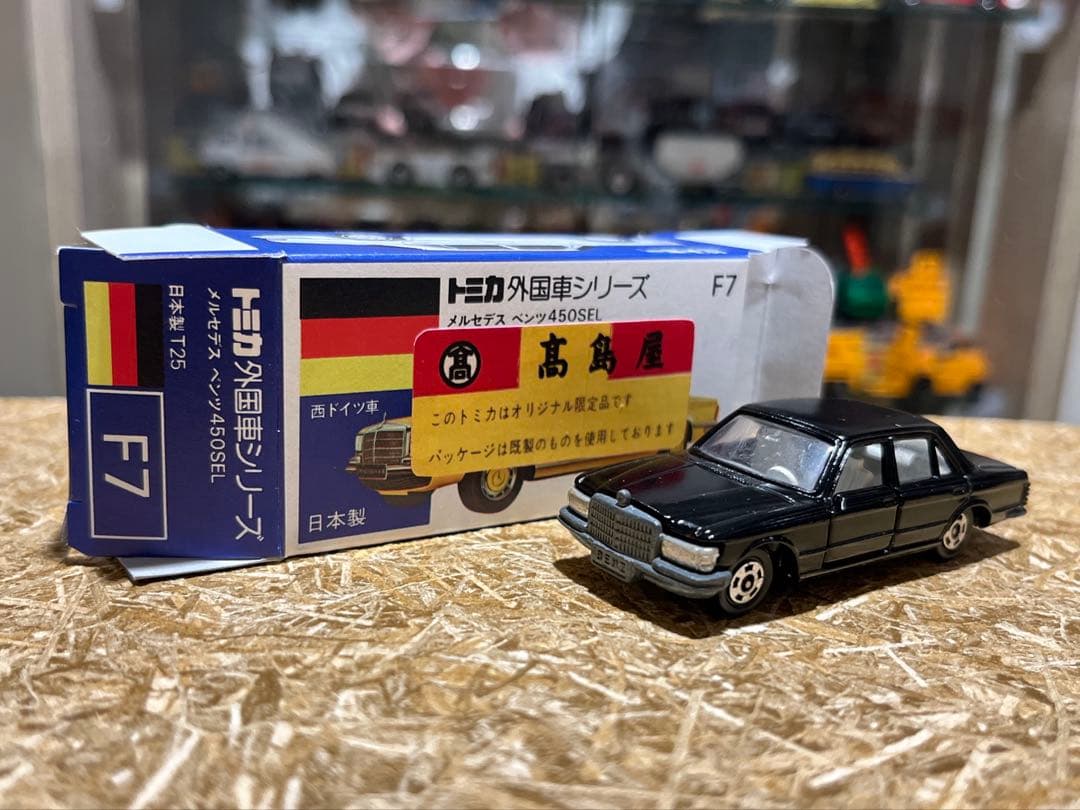 トミカ外国車シリーズ
メルセデス ベンツ450SEL
日本製 T25
F7
トミカ外国車シリーズ F7
メルセデス ベンツ450SEL
西ドイツ車
日本製
髙
髙島屋
このトミカはオリジナル限定品です
パッケージは既製のものを使用しております